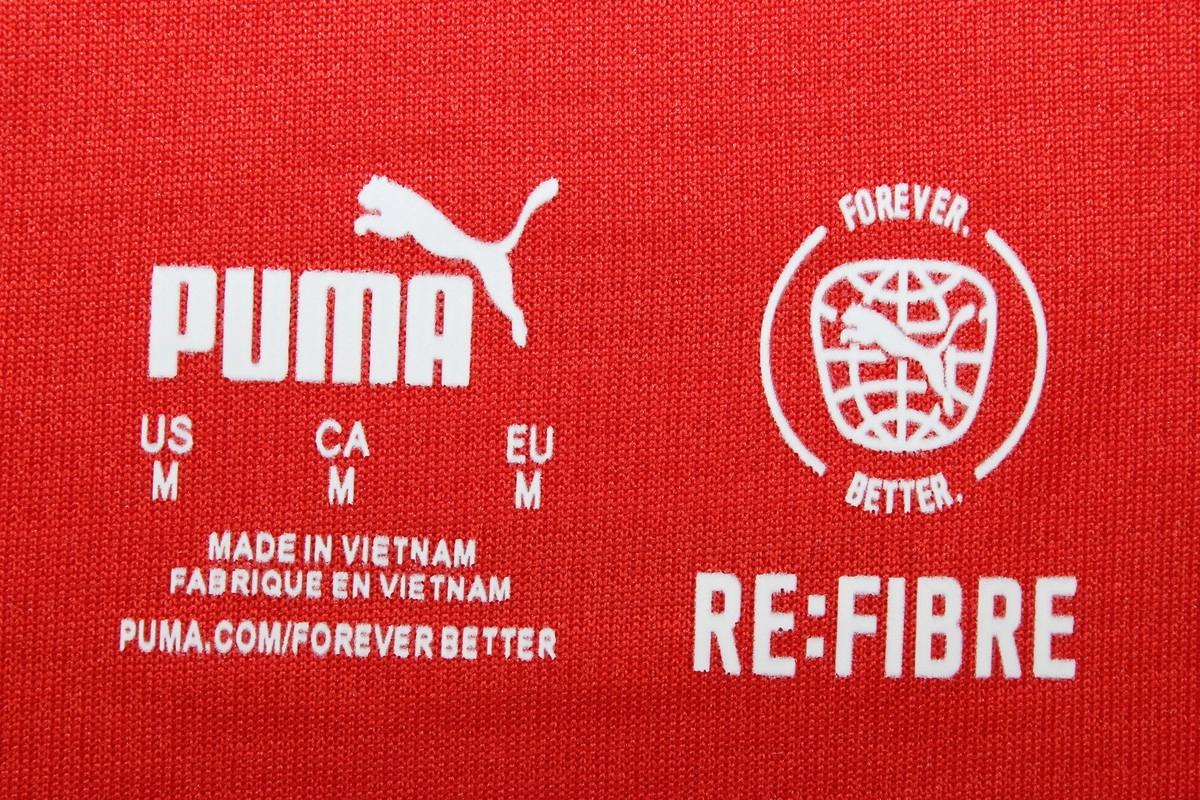 PUMA
US CA EU
M M M
MADE IN VIETNAM
FABRIQUE EN VIETNAM
PUMA.COM/FOREVER BETTER
FOREVER.
BETTER.
RE:FIBRE